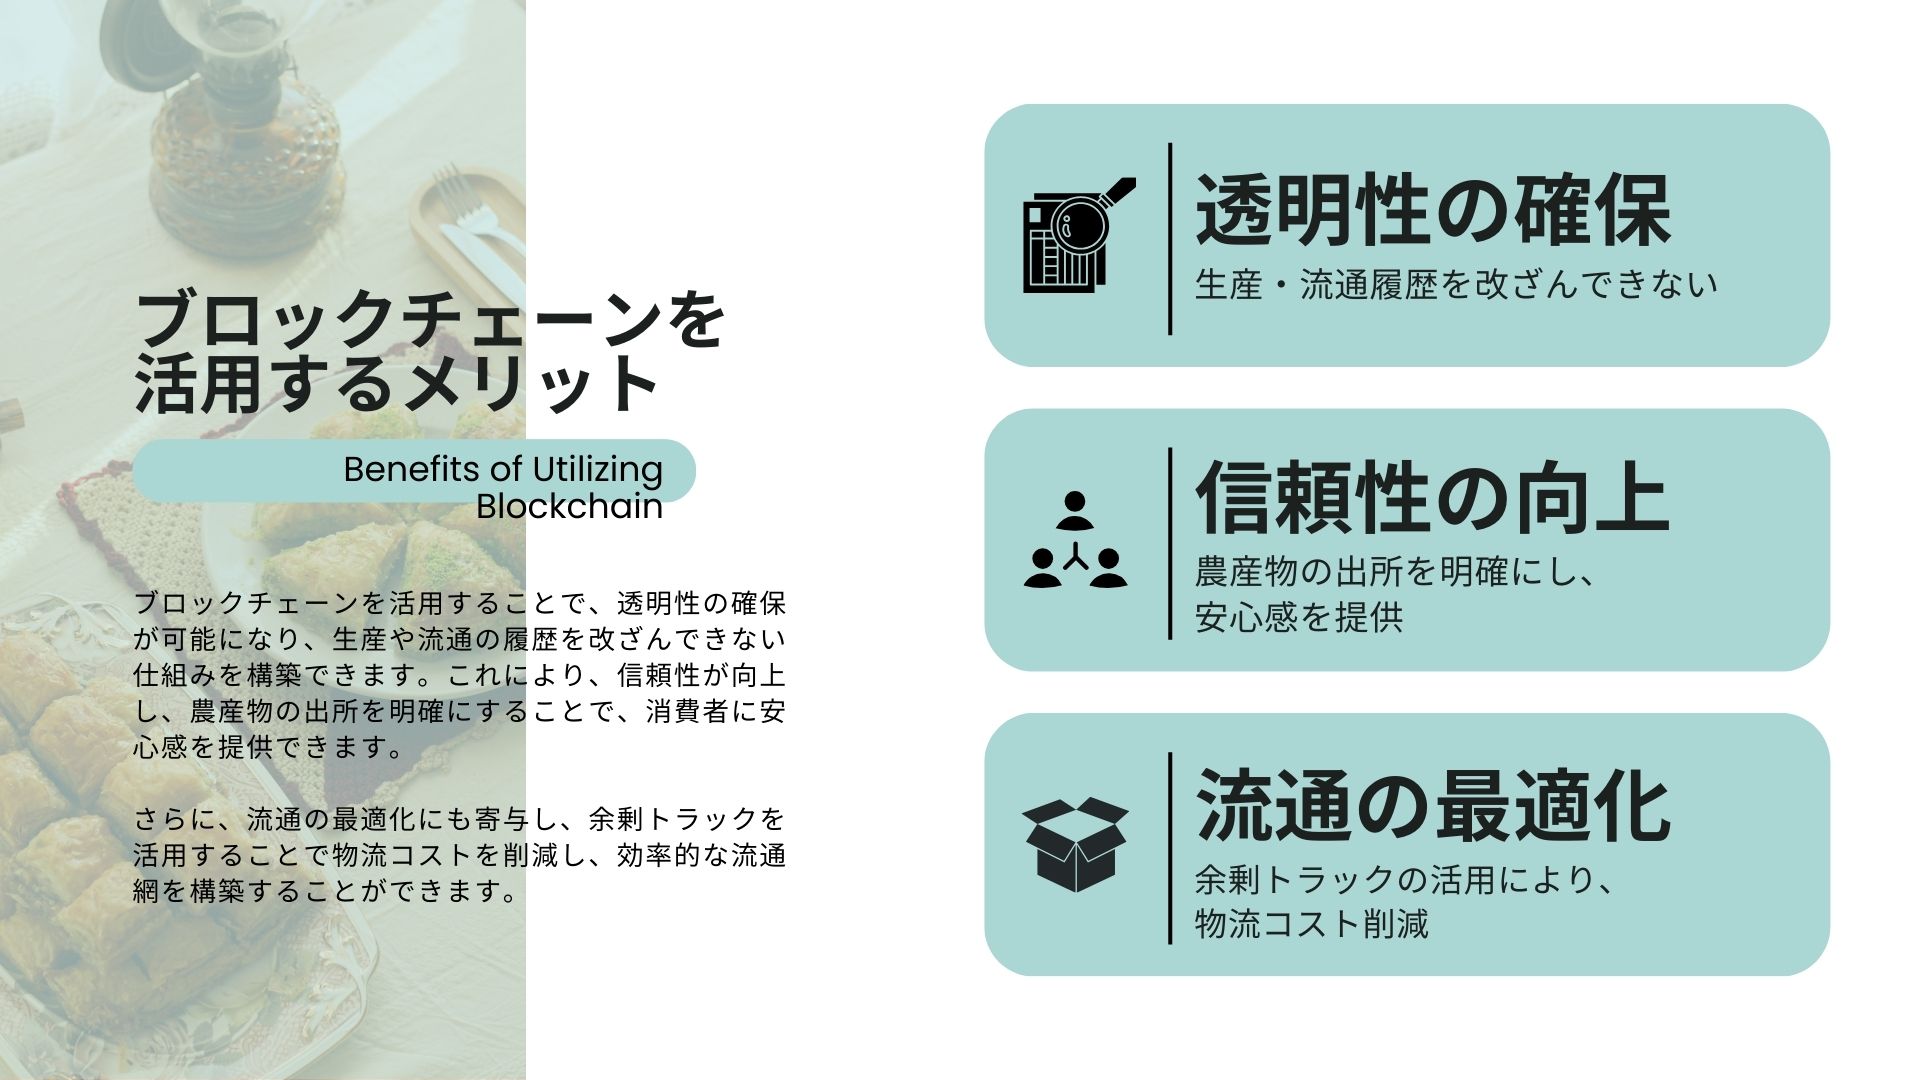 ブロックチェーンを
活用するメリット
Benefits of Utilizing
Blockchain
ブロックチェーンを活用することで、透明性の確保
が可能になり、生産や流通の履歴を改ざんできない
仕組みを構築できます。これにより、信頼性が向上
し、農産物の出所を明確にすることで、消費者に安
心感を提供できます。
さらに、流通の最適化にも寄与し、余剰トラックを
活用することで物流コストを削減し、効率的な流通
網を構築することができます。
透明性の確保
生産・流通履歴を改ざんできない
信頼性の向上
農産物の出所を明確にし、
安心感を提供
流通の最適化
余剰トラックの活用により、
物流コスト削減